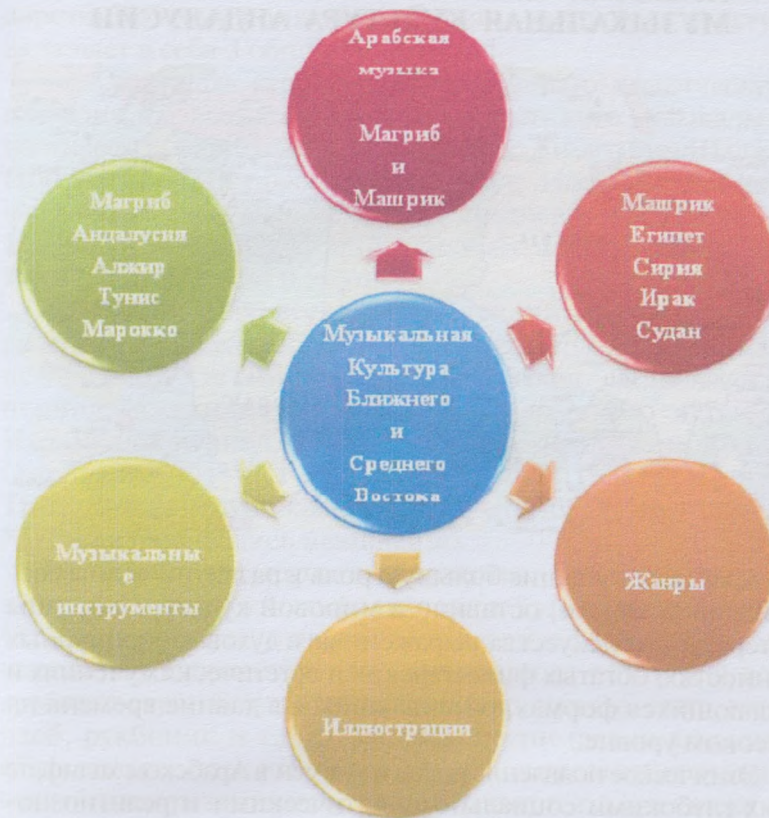 Арабская
музыка
Магриб
и
Машрик
Магриб
Андалусия
Алжир
Тунис
Марокко
Машрик
Египет
Сирия
Ирак
Судан
Музыкальная
Культура
Ближнего
и
Среднего
Востока
Музыкальны
е
инструменты
Жанры
Иллюстрации